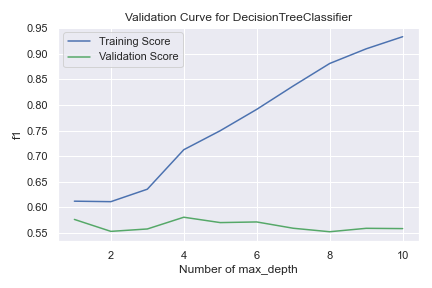 Validation Curve for DecisionTreeClassifier
Training Score
Validation Score
0.95
0.90
0.85
0.80
0.75
0.70
0.65
0.60
0.55
f1
2 4 6 8 10
Number of max_depth